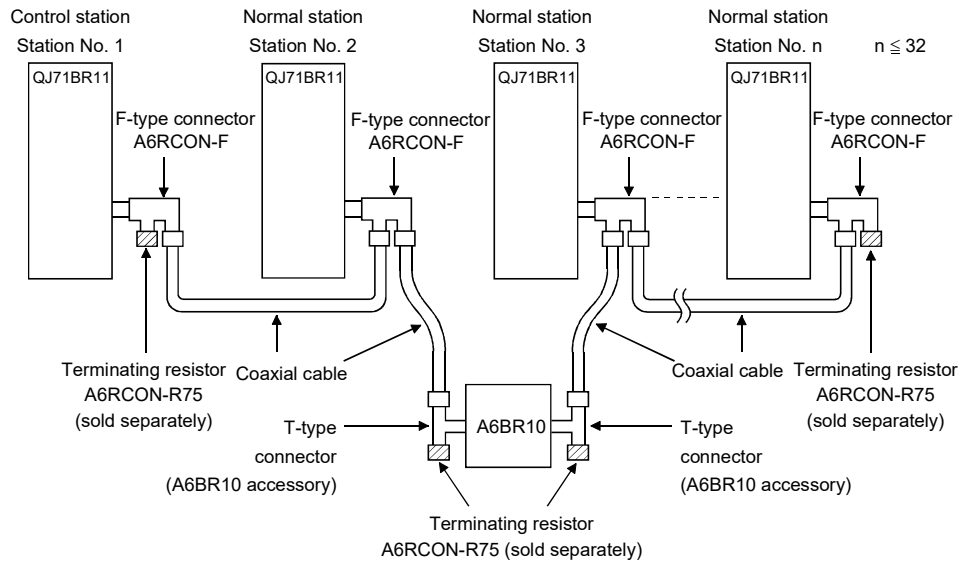 Control station
Normal station
Normal station
Normal station
Station No. 1
Station No. 2
Station No. 3
Station No. n
n ≦ 32
QJ71BR11
QJ71BR11
QJ71BR11
QJ71BR11
F-type connector
A6RCON-F
F-type connector
A6RCON-F
F-type connector
A6RCON-F
F-type connector
A6RCON-F
Terminating resistor
A6RCON-R75
(sold separately)
Coaxial cable
Coaxial cable
Terminating resistor
A6RCON-R75
(sold separately)
T-type
connector
(A6BR10 accessory)
A6BR10
T-type
connector
(A6BR10 accessory)
Terminating resistor
A6RCON-R75 (sold separately)